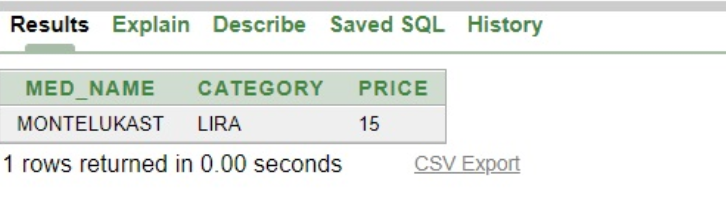 Results Explain Describe Saved SQL History
MED_NAME CATEGORY PRICE
MONTELUKAST LIRA 15
1 rows returned in 0.00 seconds CSV Export